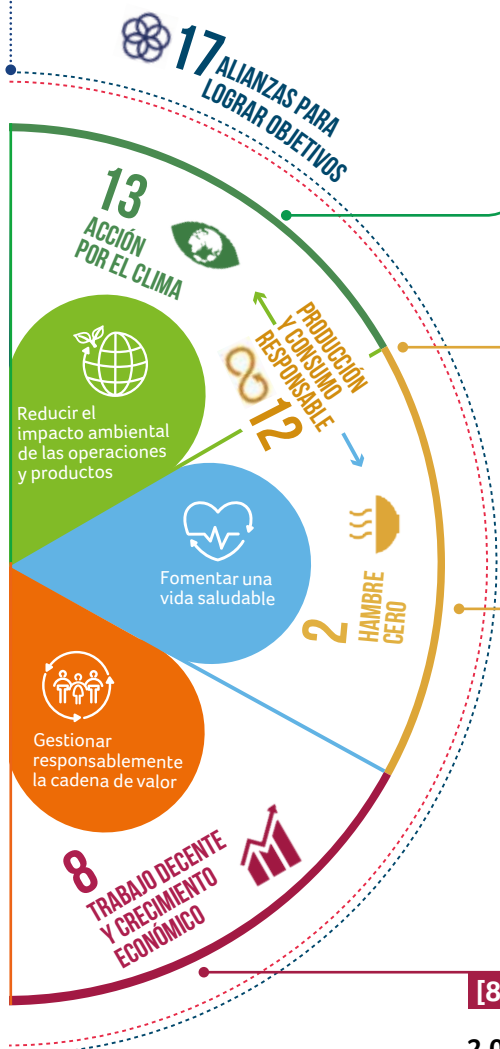 17
ALIANZAS PARA
LOGRAR OBJETIVOS
13
ACCIÓN
POR EL CLIMA
PRODUCCIÓN
Y CONSUMO
RESPONSABLE
12
Reducir el
impacto ambiental
de las operaciones
y productos
Fomentar una
vida saludable
2
HAMBRE
CERO
Gestionar
responsablemente
la cadena de valor
8
TRABAJO DECENTE
Y CRECIMIENTO
ECONÓMICO
[8